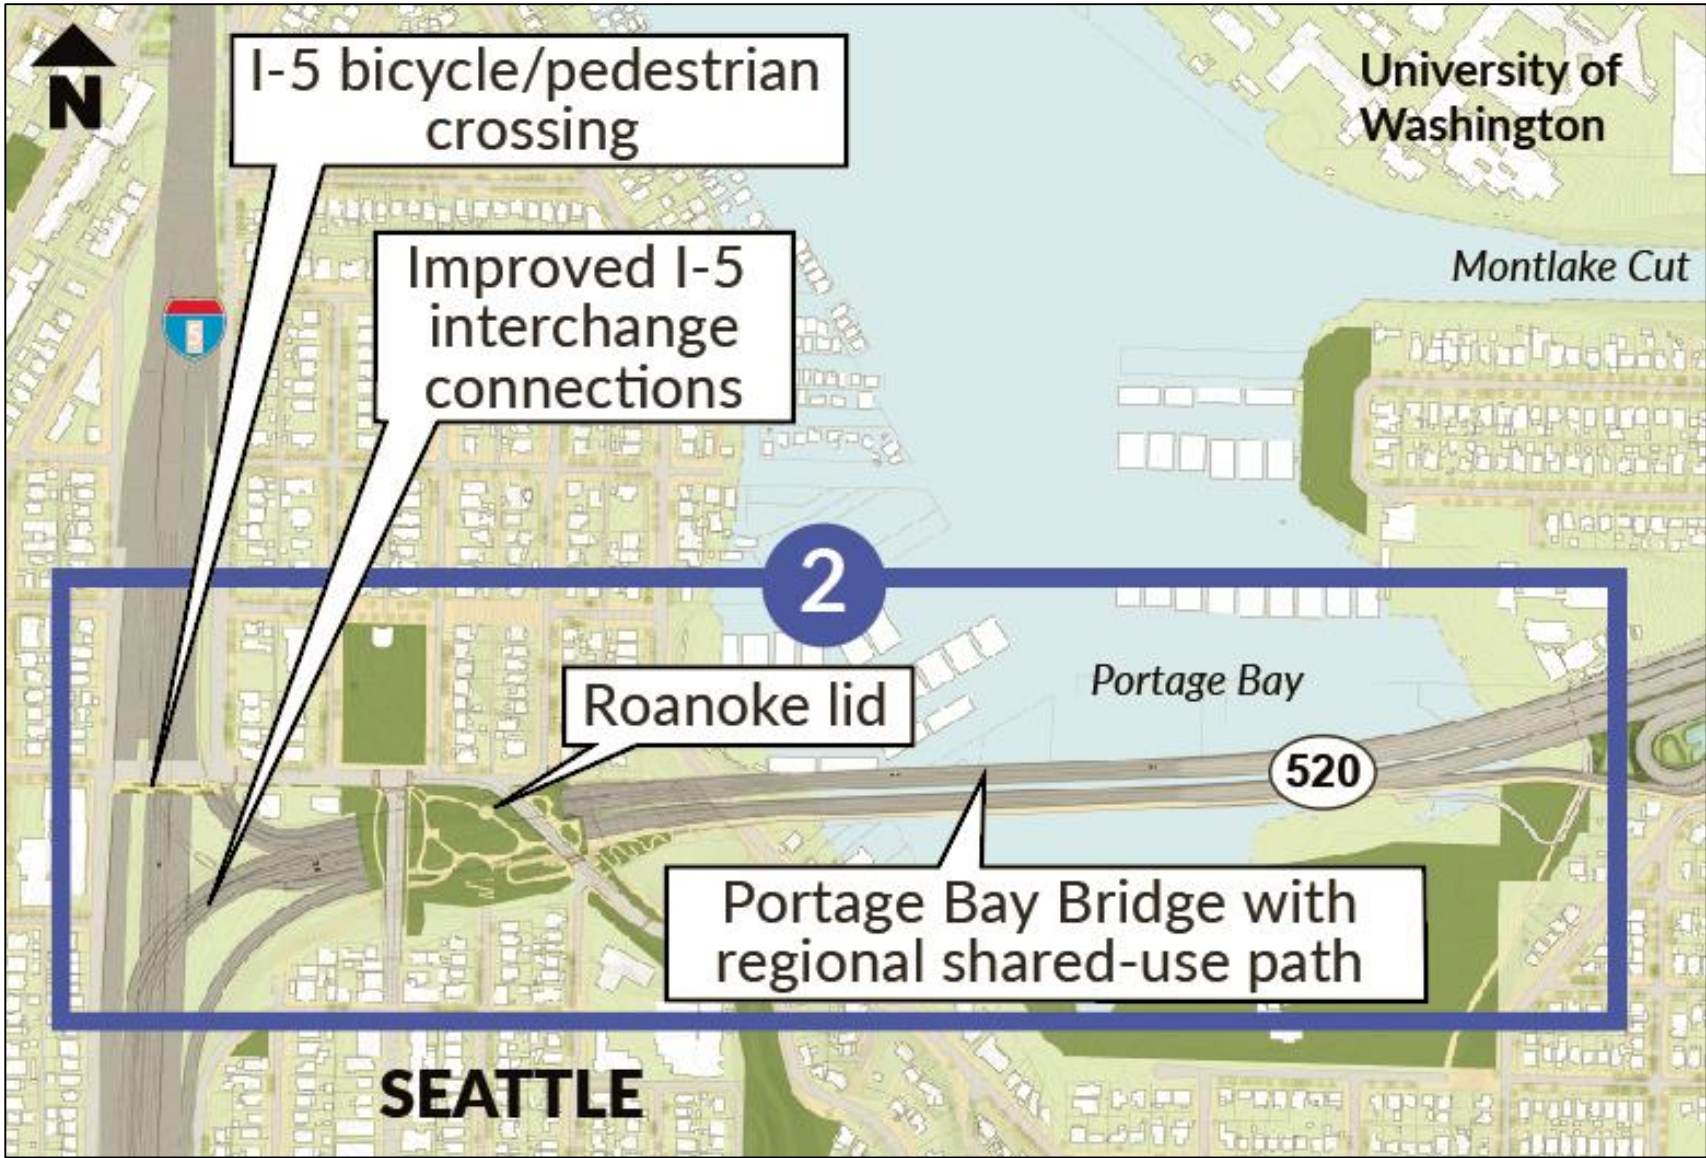 N
I-5 bicycle/pedestrian
crossing
University of
Washington
Improved I-5
interchange
connections
Montlake Cut
5
2
Roanoke lid
Portage Bay
520
Portage Bay Bridge with
regional shared-use path
SEATTLE